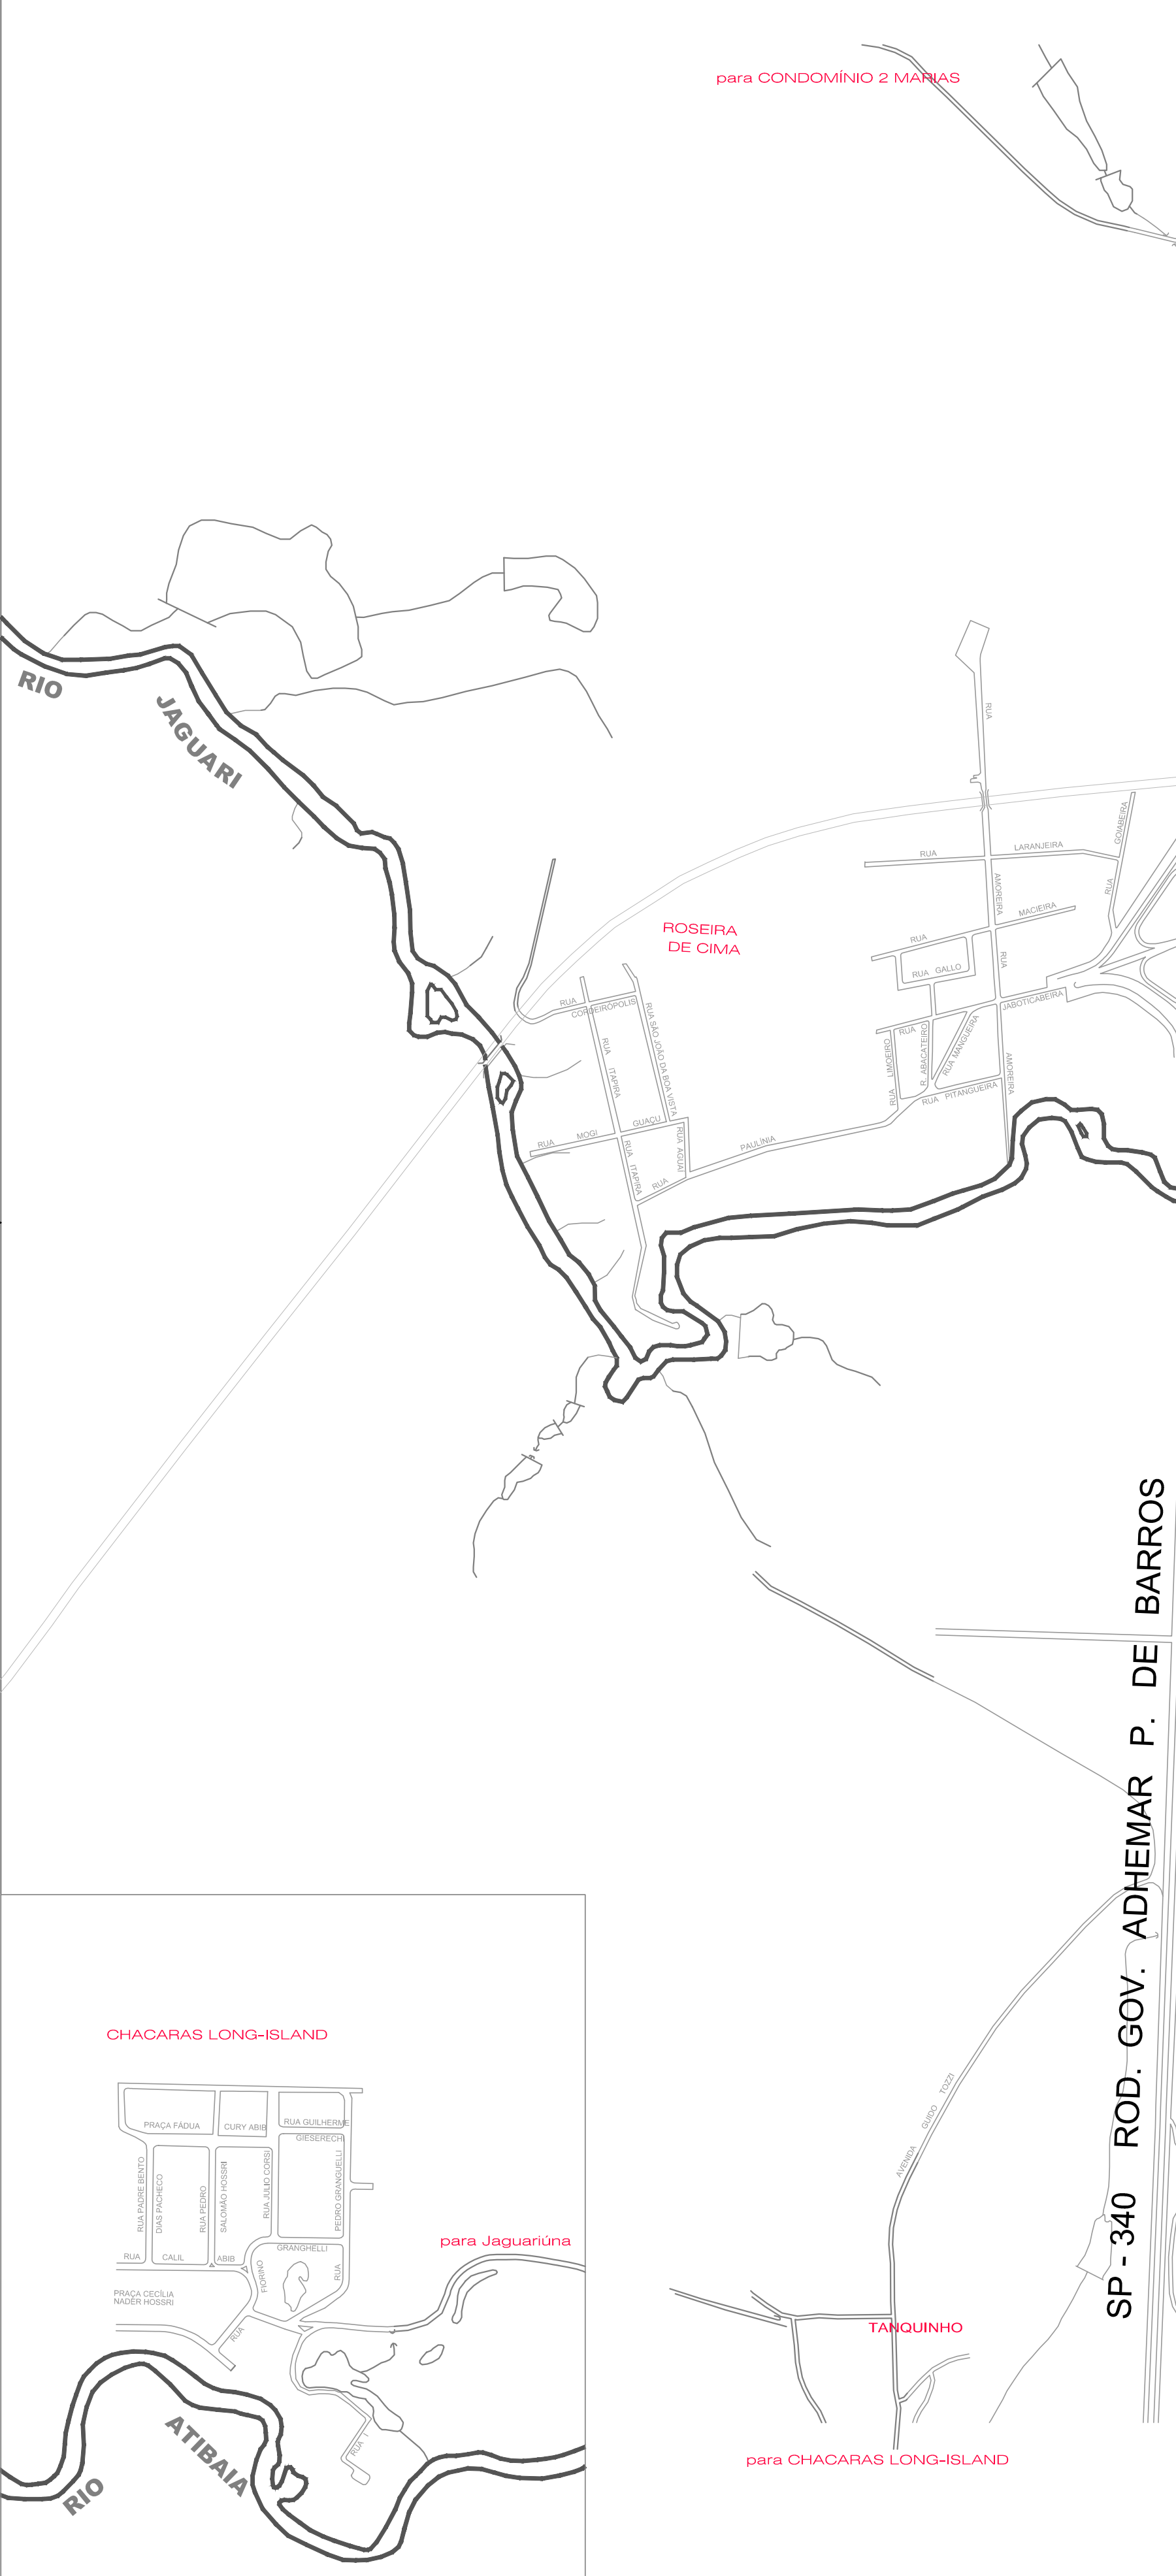 para CONDOMÍNIO 2 MARIAS
RIO
JAGUARI
RUA
GOIABEIRA
RUA
LARANJEIRA
RUA
AMOREIRA
MACIEIRA
RUA
RUA
ROSEIRA
DE CIMA
RUA GALLO
RUA
CORDEIRÓPOLIS
JABOTICABEIRA
RUA
RUA SÃO JOÃO DA BOA VISTA
RUA ITAPIRA
RUA LIMOEIRO
R. ABACATEIRO
RUA MANGUEIRA
AMOREIRA
RUA PITANGUEIRA
RUA MOGI GUAÇU
RUA ITAPIRA
RUA AGUAÍ
RUA PAULÍNIA
SP - 340 ROD. GOV. ADHEMAR P. DE BARROS
AVENIDA GUIDO TOZZI
TANQUINHO
para CHACARAS LONG-ISLAND
CHACARAS LONG-ISLAND
PRAÇA FÁDUA
CURY ABIB
RUA GUILHERME
GIESERECHI
RUA PADRE BENTO
DIAS PACHECO
RUA PEDRO
SALOMÃO HOSSRI
RUA JULIO CORSI
PEDRO GRANGUELLI
RUA
RUA CALIL ABIB
GRANGHELLI
FIORINO
RUA
PRAÇA CECÍLIA
NADER HOSSRI
para Jaguariúna
RUA I
RIO
ATIBAIA